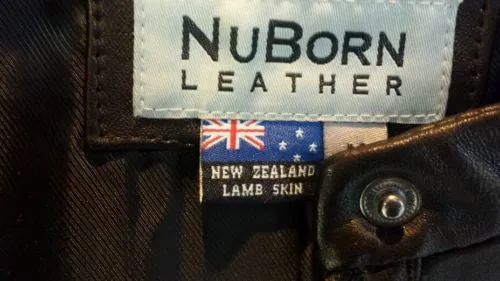 NUBORN
LEATHER
NEW ZEALAND
LAMB SKIN